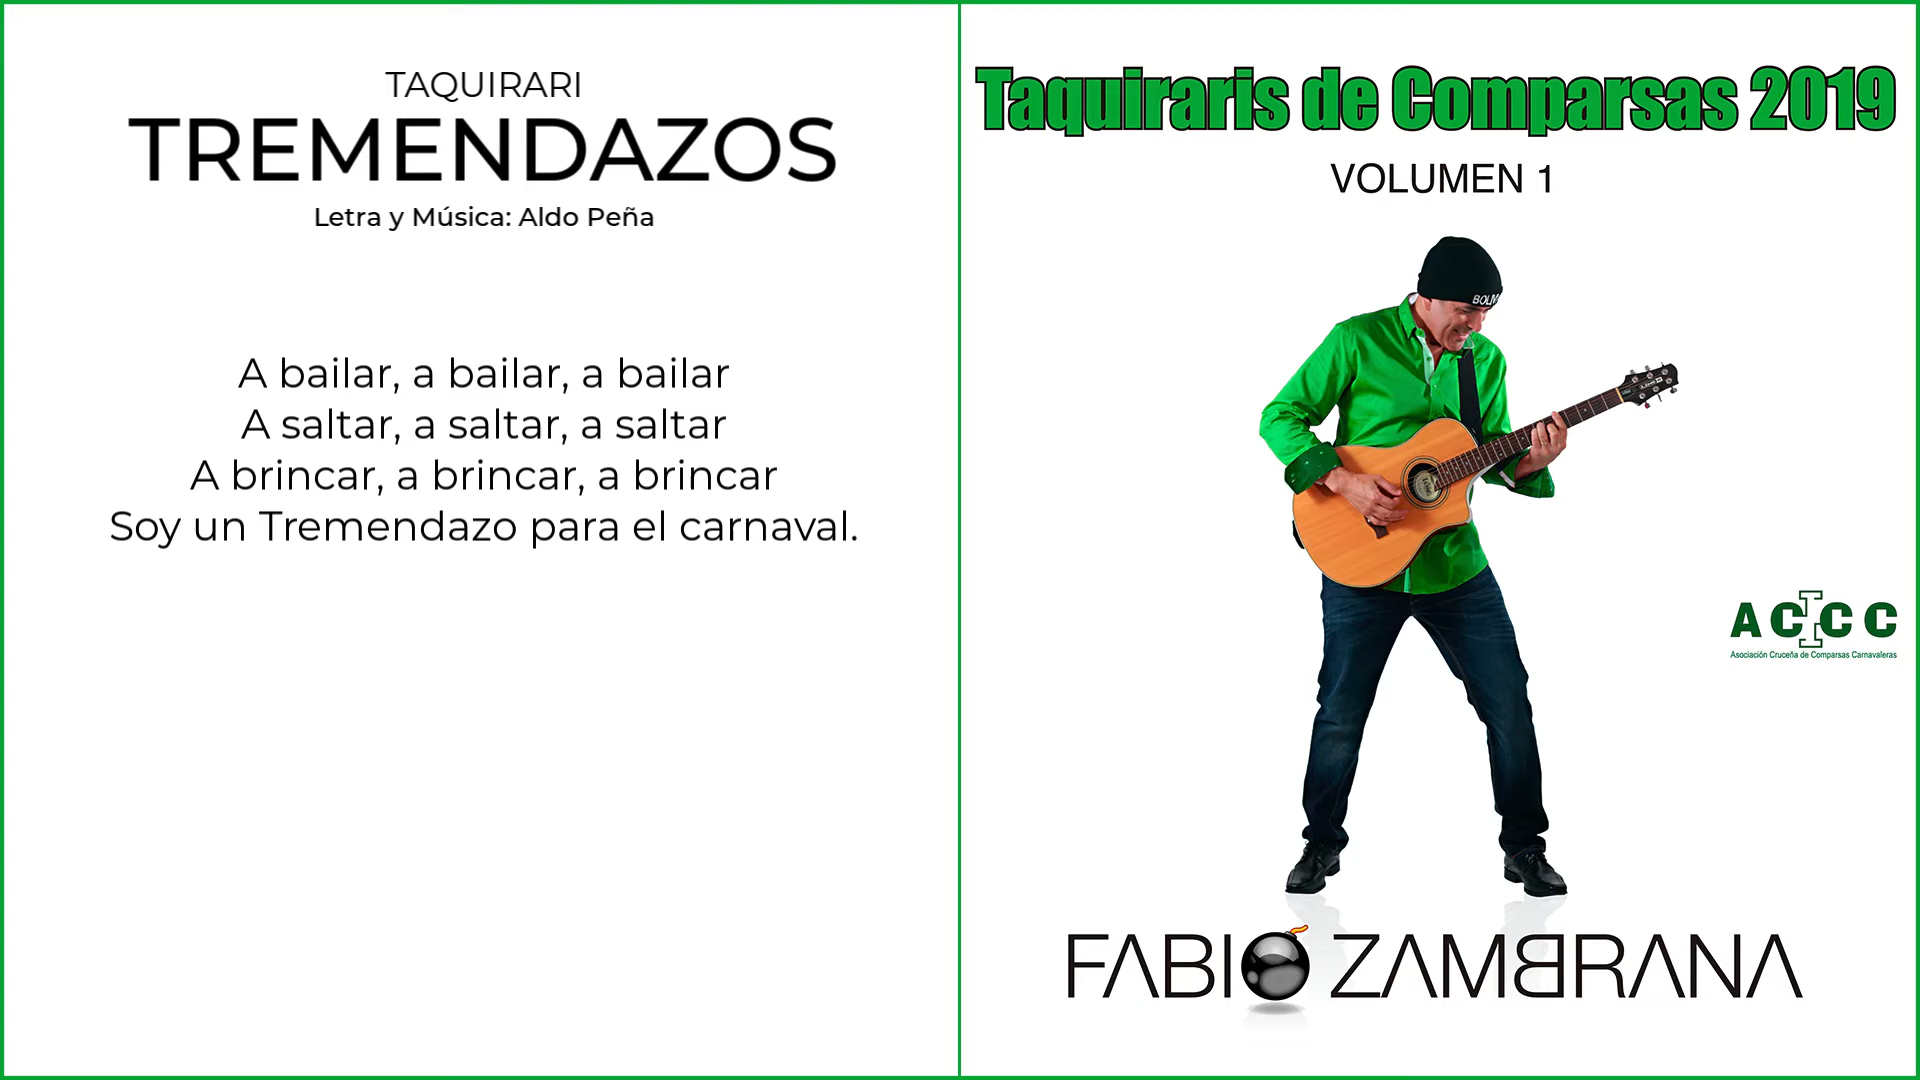 TAQUIRARI
TREMENDAZOS
Letra y Música: Aldo Peña
A bailar, a bailar, a bailar
A saltar, a saltar, a saltar
A brincar, a brincar, a brincar
Soy un Tremendazo para el carnaval.
Taquiraris de Comparsas 2019
VOLUMEN 1
ACCC
Asociación Cruceña de Comparsas Carnavaleras
FABIO ZAMBRANA